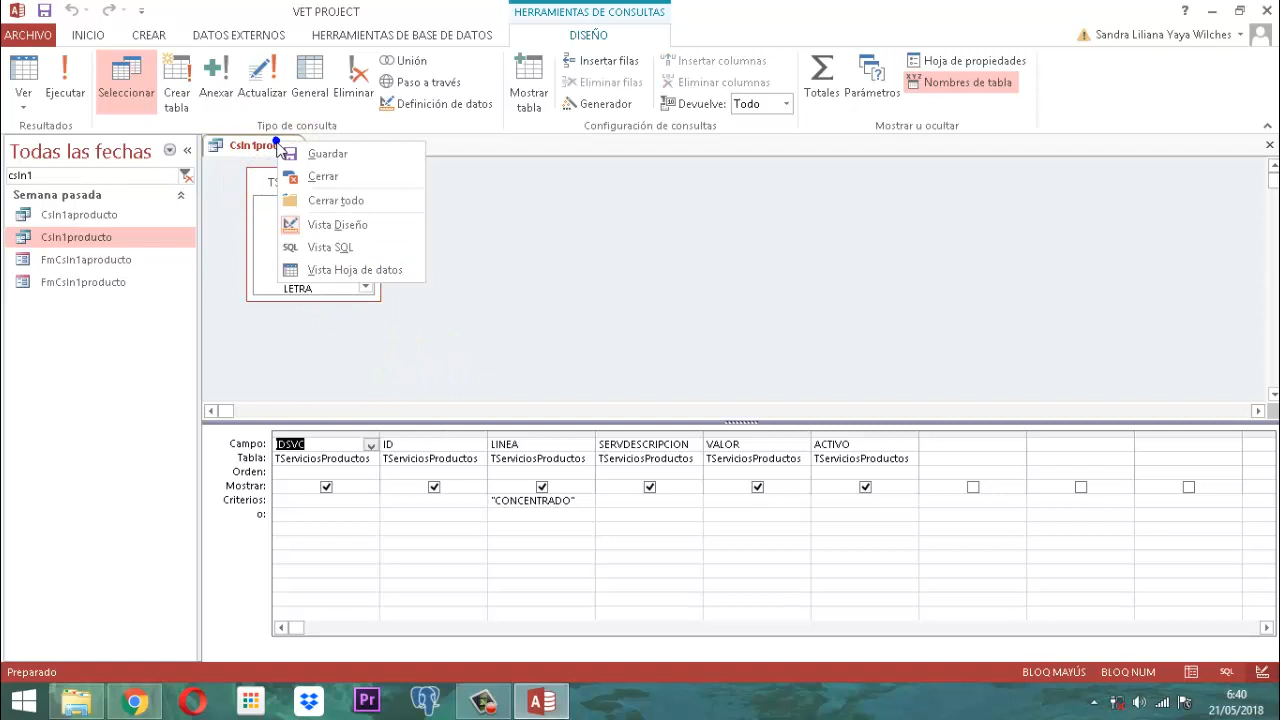 VET PROJECT
HERRAMIENTAS DE CONSULTAS
?
ARCHIVO INICIO CREAR DATOS EXTERNOS HERRAMIENTAS DE BASE DE DATOS DISEÑO
Sandra Liliana Yaya Wilches
Ver
Ejecutar
Resultados
Seleccionar
Crear tabla
Anexar
Actualizar
General
Eliminar
Unión
Paso a través
Definición de datos
Tipo de consulta
Mostrar tabla
Insertar filas
Eliminar filas
Generador
Insertar columnas
Eliminar columnas
Devuelve: Todo
Configuración de consultas
Totales
Parámetros
Hoja de propiedades
XYZ Nombres de tabla
Mostrar u ocultar
Todas las fechas
csln1
Semana pasada
Csln1aproducto
Csln1producto
FmCsln1aproducto
FmCsln1producto
Guardar
Cerrar
Cerrar todo
Vista Diseño
SQL Vista SQL
Vista Hoja de datos
LETRA
Campo: IDSVC ID LINEA SERVDESCRIPCION VALOR ACTIVO
Tabla: TServiciosProductos TServiciosProductos TServiciosProductos TServiciosProductos TServiciosProductos TServiciosProductos
Orden:
Mostrar:
Criterios: "CONCENTRADO"
o:
Preparado
BLOQ MAYÚS BLOQ NUM SQL
Pr
6:40
21/05/2018